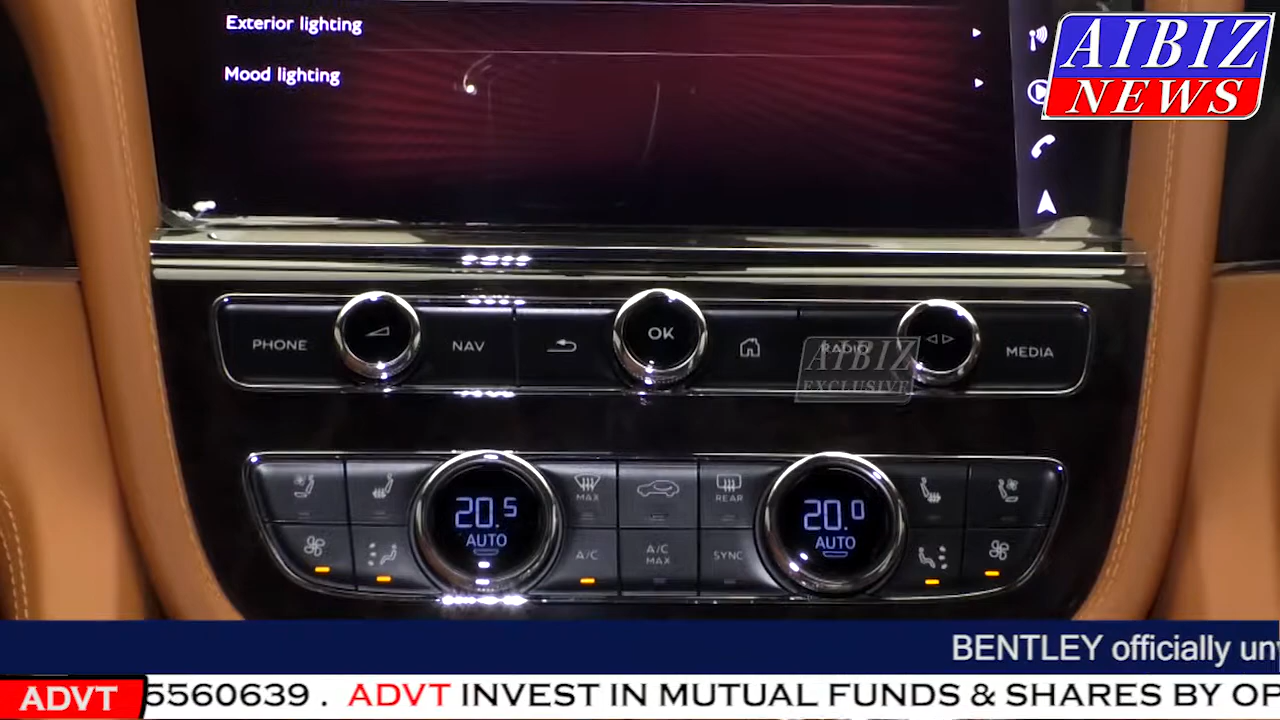 Exterior lighting
Mood lighting
AIBIZ
NEWS
PHONE
NAV
OK
RADIO
MEDIA
AIBIZ
EXCLUSIVE
MAX
REAR
20.5
AUTO
20.0
AUTO
A/C
A/C
MAX
SYNC
BENTLEY officially un
ADVT
5560639 . ADVT INVEST IN MUTUAL FUNDS & SHARES BY OP